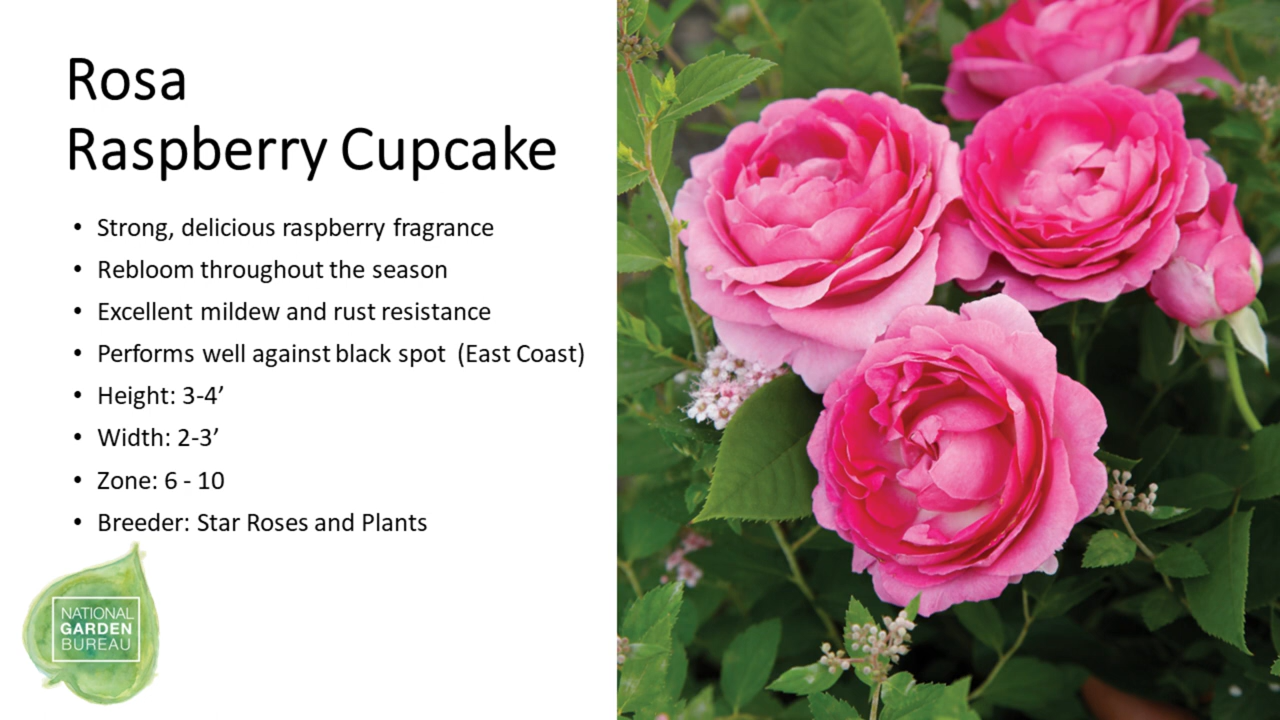 Rosa
Raspberry Cupcake
• Strong, delicious raspberry fragrance
• Rebloom throughout the season
• Excellent mildew and rust resistance
• Performs well against black spot (East Coast)
• Height: 3-4’
• Width: 2-3’
• Zone: 6 - 10
• Breeder: Star Roses and Plants
NATIONAL
GARDEN
BUREAU